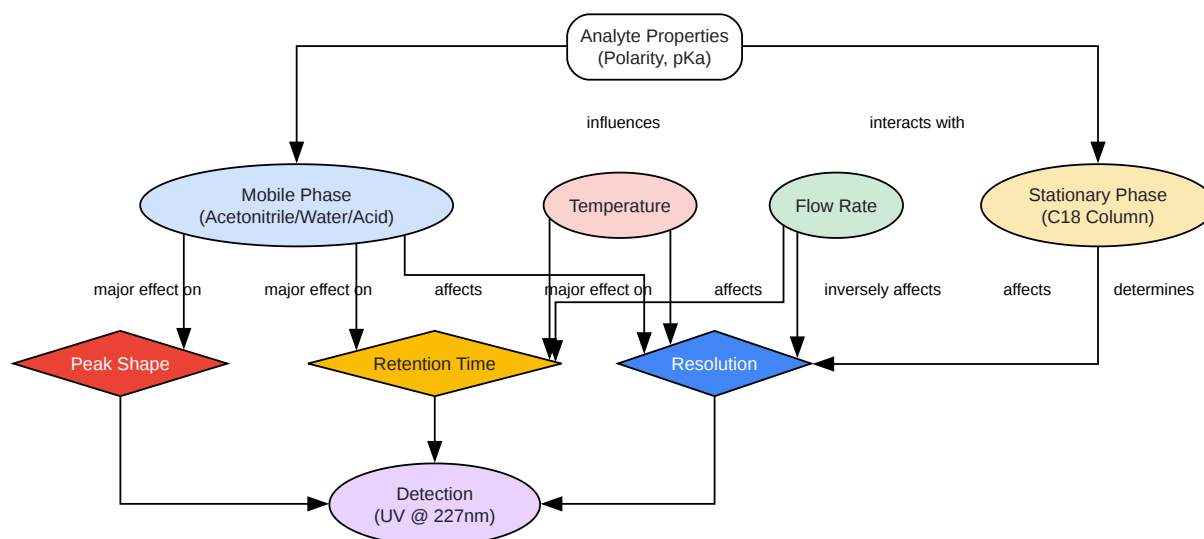 Analyte Properties
(Polarity, pKa)
influences
interacts with
Mobile Phase
(Acetonitrile/Water/Acid)
Temperature
Flow Rate
Stationary Phase
(C18 Column)
major effect on
major effect on
affects
major effect on
affects
inversely affects
affects
determines
Peak Shape
Retention Time
Resolution
Detection
(UV @ 227nm)